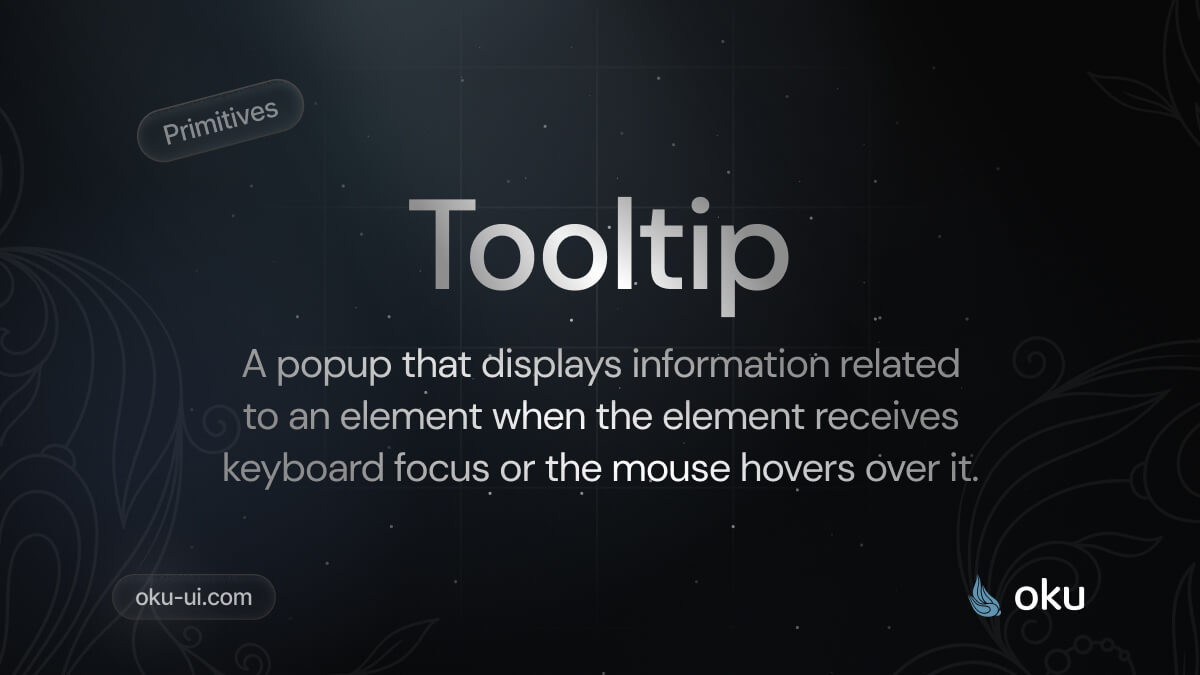 Primitives
Tooltip
A popup that displays information related
to an element when the element receives
keyboard focus or the mouse hovers over it.
oku-ui.com
oku